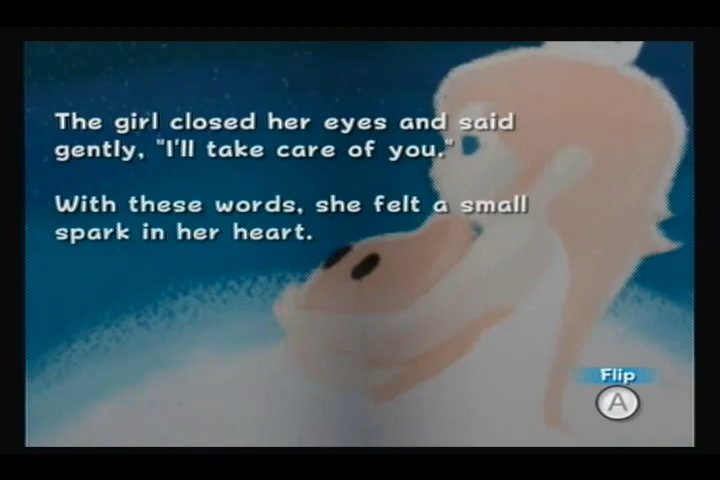 The girl closed her eyes and said
gently, "I'll take care of you."
With these words, she felt a small
spark in her heart.
Flip
A